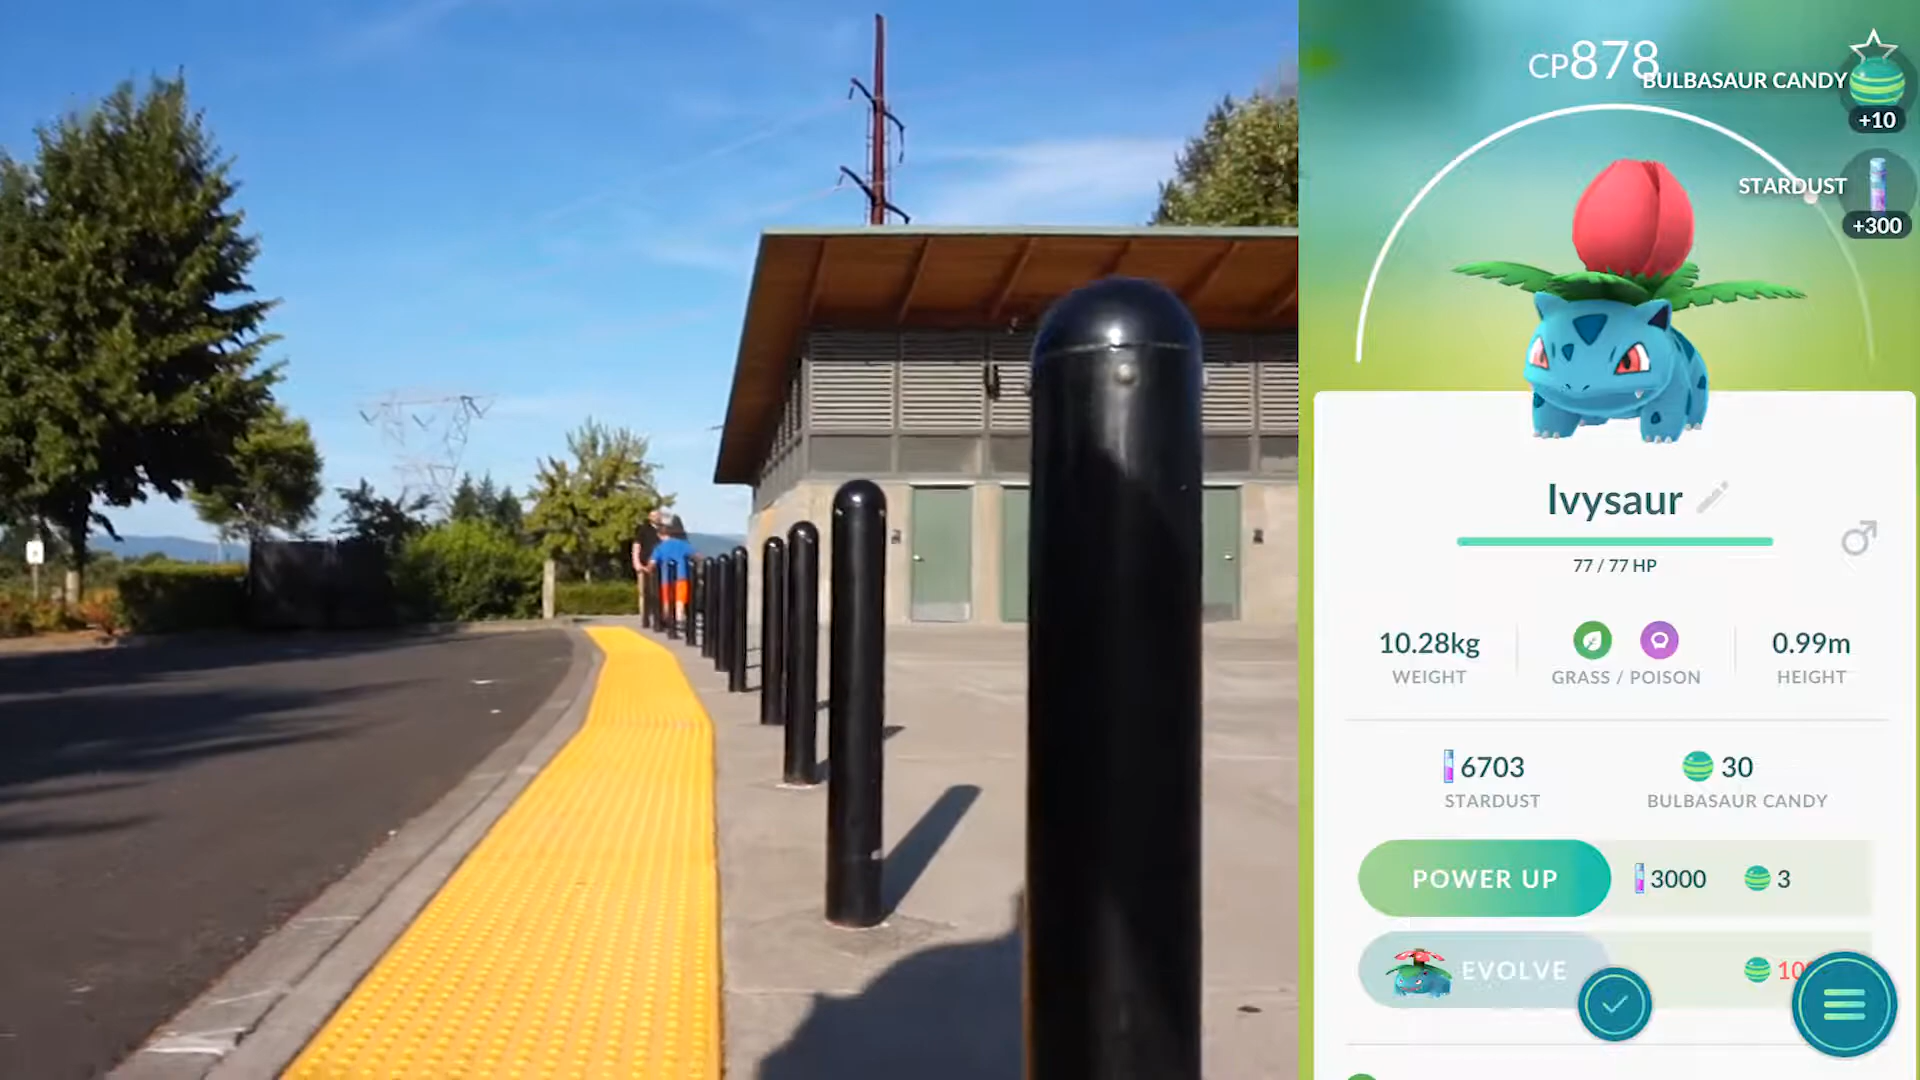 CP878
BULBASAUR CANDY
+10
STARDUST
+300
Ivysaur
77 / 77 HP
10.28kg
WEIGHT
GRASS / POISON
0.99m
HEIGHT
6703
STARDUST
30
BULBASAUR CANDY
POWER UP
3000
3
EVOLVE